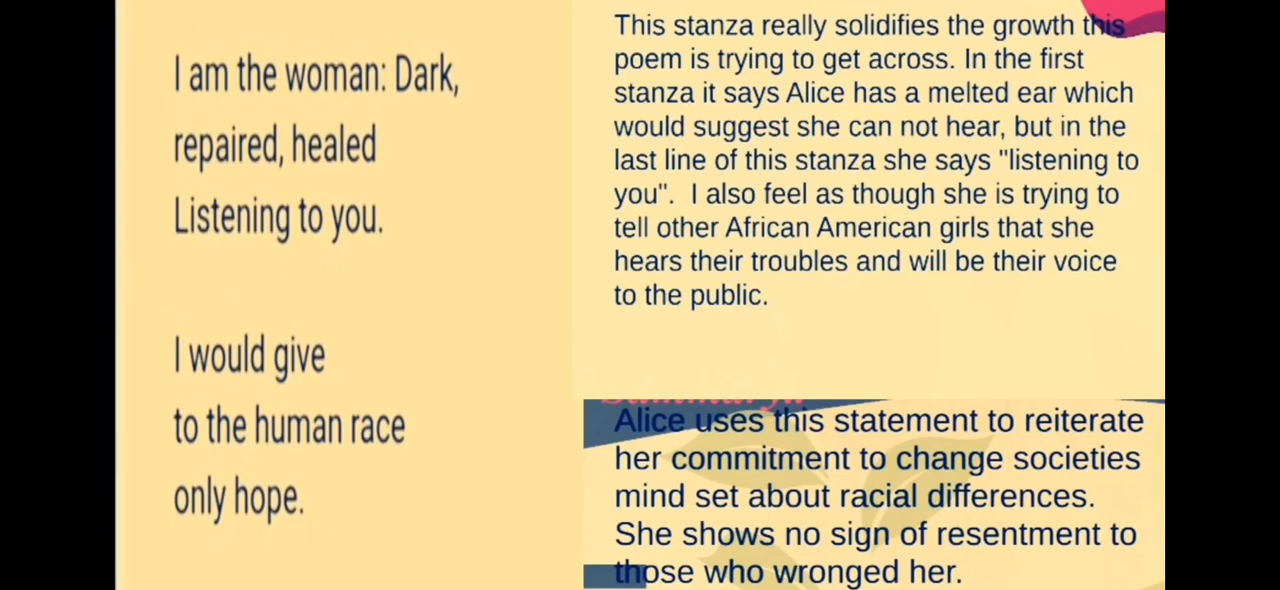 I am the woman: Dark,
repaired, healed
Listening to you.
I would give
to the human race
only hope.
This stanza really solidifies the growth this
poem is trying to get across. In the first
stanza it says Alice has a melted ear which
would suggest she can not hear, but in the
last line of this stanza she says "listening to
you".  I also feel as though she is trying to
tell other African American girls that she
hears their troubles and will be their voice
to the public.
Alice uses this statement to reiterate
her commitment to change societies
mind set about racial differences.
She shows no sign of resentment to
those who wronged her.